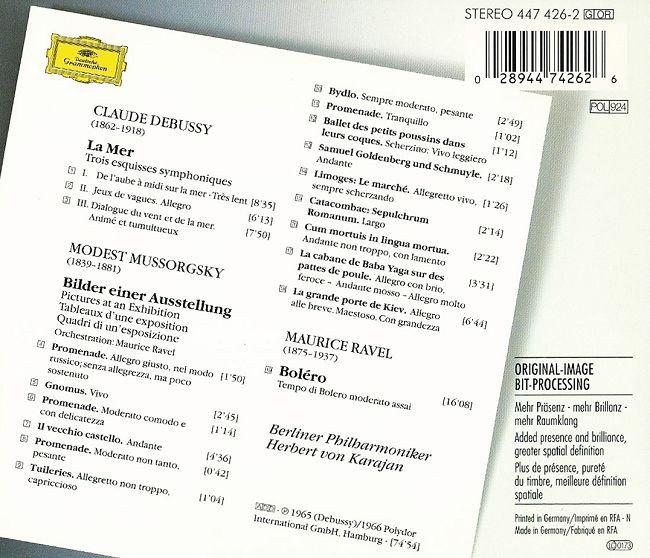 STEREO 447 426-2 GI OR
0 28944 74262 6
POL 924
Deutsche
Grammophon
CLAUDE DEBUSSY
(1862-1918)
La Mer
Trois esquisses symphoniques
1 I. De l'aube à midi sur la mer · Très lent [8'35]
2 II. Jeux de vagues. Allegro [6'13]
3 III. Dialogue du vent et de la mer. [7'50]
Animé et tumultueux
MODEST MUSSORGSKY
(1839-1881)
Bilder einer Ausstellung
Pictures at an Exhibition
Tableaux d'une exposition
Quadri di un'esposizione
Orchestration: Maurice Ravel
4 Promenade. Allegro giusto, nel modo [1'50]
russico; senza allegrezza, ma poco
sostenuto
5 Gnomus. Vivo [2'45]
6 Promenade. Moderato comodo e [1'14]
con delicatezza
7 Il vecchio castello. Andante [4'36]
8 Promenade. Moderato non tanto, [0'42]
pesante
9 Tuileries. Allegretto non troppo, [1'04]
capriccioso
Bydlo. Sempre moderato, pesante [2'49]
Promenade. Tranquillo [1'02]
Ballet des petits poussins dans [1'12]
leurs coques. Scherzino: Vivo leggiero
Samuel Goldenberg und Schmuyle. [2'18]
Andante
Limoges: Le marché. Allegretto vivo, [1'26]
sempre scherzando
Catacombae: Sepulchrum [2'14]
Romanum. Largo
Cum mortuis in lingua mortua. [2'22]
Andante non troppo, con lamento
La cabane de Baba Yaga sur des [3'31]
pattes de poule. Allegro con brio,
feroce – Andante mosso – Allegro molto
La grande porte de Kiev. Allegro [6'44]
alle breve. Maestoso. Con grandezza
MAURICE RAVEL
(1875-1937)
Boléro [16'08]
Tempo di Bolero moderato assai
Berliner Philharmoniker
Herbert von Karajan
ADD · ℗ 1965 (Debussy)/1966 Polydor
International GmbH, Hamburg · [74'54]
ORIGINAL-IMAGE
BIT-PROCESSING
Mehr Präsenz - mehr Brillanz -
mehr Raumklang
Added presence and brilliance,
greater spatial definition
Plus de présence, pureté
du timbre, meilleure définition
spatiale
Printed in Germany/Imprimé en RFA - N
Made in Germany/Fabriqué en RFA
LC 0173